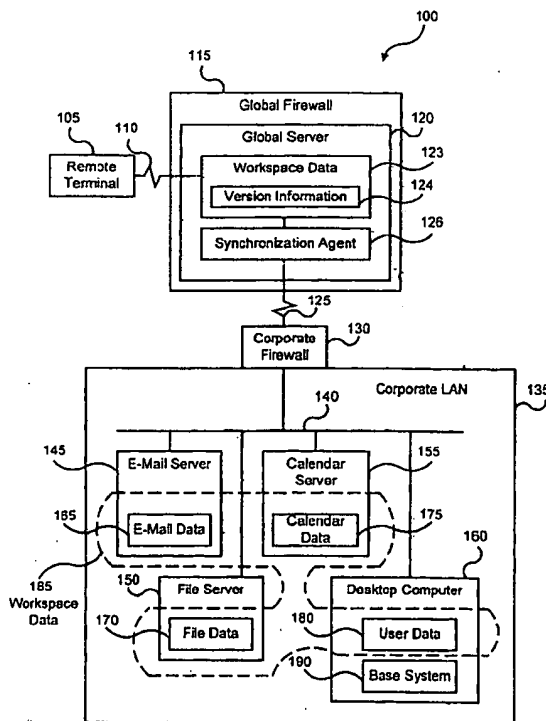 100
115
Global Firewall
120
Global Server
105
110
123
Remote
Terminal
Workspace Data
124
Version Information
126
Synchronization Agent
125
130
Corporate
Firewall
Corporate LAN
135
140
145
155
E-Mail Server
Calendar
Server
165
E-Mail Data
Calendar
Data
175
160
185
Workspace
Data
150
File Server
Desktop Computer
170
File Data
180
User Data
190
Base System